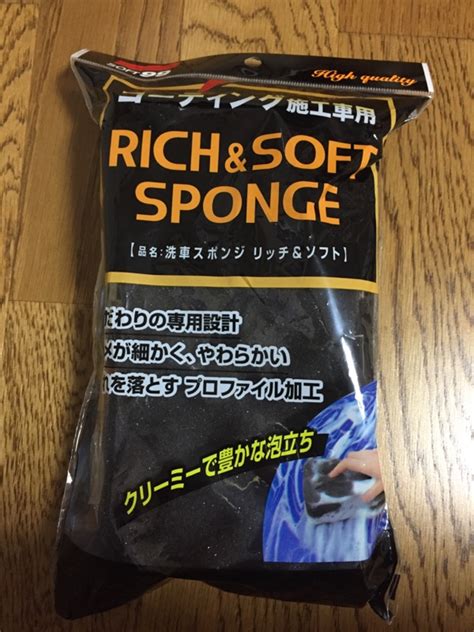 SOFT99
High quality
コーティング施工車用
RICH & SOFT
SPONGE
【品名:洗車スポンジ リッチ&ソフト】
だわりの専用設計
メが細かく、やわらかい
れを落とす プロファイル加工
クリーミーで豊かな泡立ち